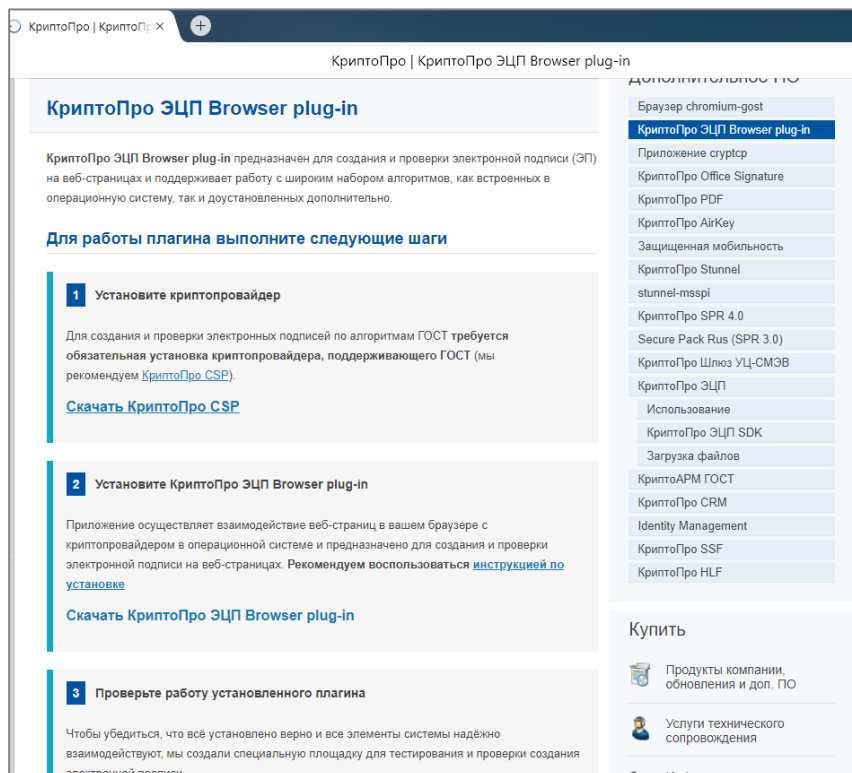 КриптоПро | КриптоПр
КриптоПро | КриптоПро ЭЦП Browser plug-in
КриптоПро ЭЦП Browser plug-in
КриптоПро ЭЦП Browser plug-in предназначен для создания и проверки электронной подписи (ЭП)
на веб-страницах и поддерживает работу с широким набором алгоритмов, как встроенных в
операционную систему, так и доустановленных дополнительно.
Для работы плагина выполните следующие шаги
1 Установите криптопровайдер
Для создания и проверки электронных подписей по алгоритмам ГОСТ требуется
обязательная установка криптопровайдера, поддерживающего ГОСТ (мы
рекомендуем КриптоПро CSP).
Скачать КриптоПро CSP
2 Установите КриптоПро ЭЦП Browser plug-in
Приложение осуществляет взаимодействие веб-страниц в вашем браузере с
криптопровайдером в операционной системе и предназначено для создания и проверки
электронной подписи на веб-страницах. Рекомендуем воспользоваться инструкцией по
установке
Скачать КриптоПро ЭЦП Browser plug-in
3 Проверьте работу установленного плагина
Чтобы убедиться, что всё установлено верно и все элементы системы надёжно
взаимодействуют, мы создали специальную площадку для тестирования и проверки создания
электронной подписи
Дополнительное ПО
Браузер chromium-gost
КриптоПро ЭЦП Browser plug-in
Приложение cryptcp
КриптоПро Office Signature
КриптоПро PDF
КриптоПро AirKey
Защищенная мобильность
КриптоПро Stunnel
stunnel-msspi
КриптоПро SPR 4.0
Secure Pack Rus (SPR 3.0)
КриптоПро Шлюз УЦ-СМЭВ
КриптоПро ЭЦП
Использование
КриптоПро ЭЦП SDK
Загрузка файлов
КриптоАРМ ГОСТ
КриптоПро CRM
Identity Management
КриптоПро SSF
КриптоПро HLF
Купить
Продукты компании,
обновления и доп. ПО
Услуги технического
сопровождения